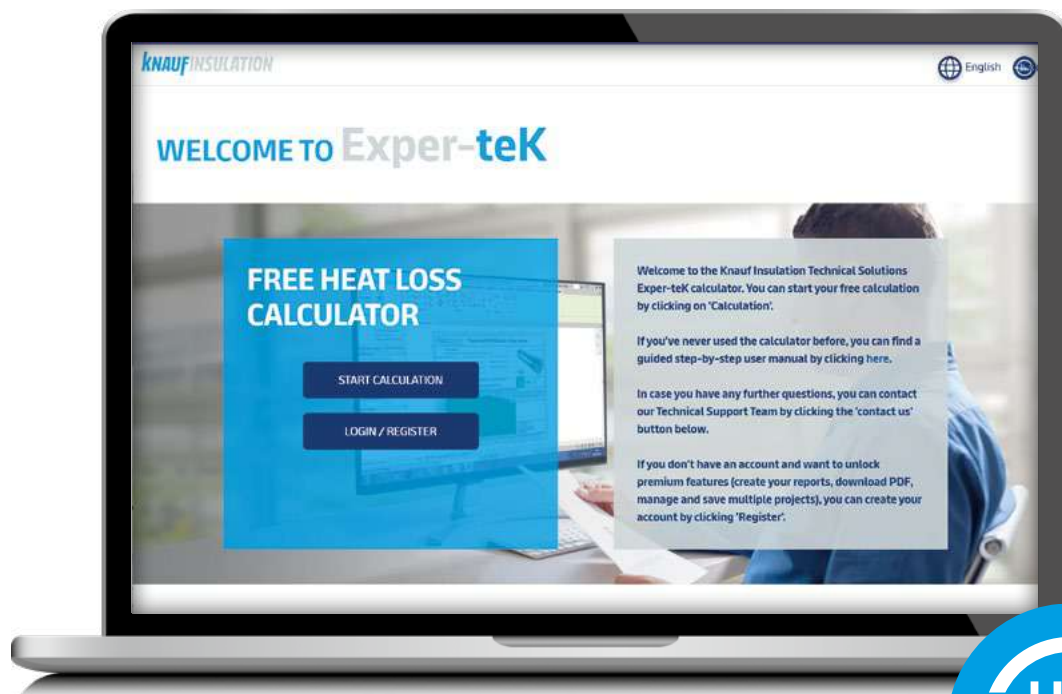 KNAUF INSULATION
English
WELCOME TO Exper-teK
FREE HEAT LOSS
CALCULATOR
START CALCULATION
LOGIN / REGISTER
Welcome to the Knauf Insulation Technical Solutions
Exper-teK calculator. You can start your free calculation
by clicking on 'Calculation'.
If you've never used the calculator before, you can find a
guided step-by-step user manual by clicking here.
In case you have any further questions, you can contact
our Technical Support Team by clicking the 'contact us'
button below.
If you don't have an account and want to unlock
premium features (create your reports, download PDF,
manage and save multiple projects), you can create your
account by clicking 'Register'.